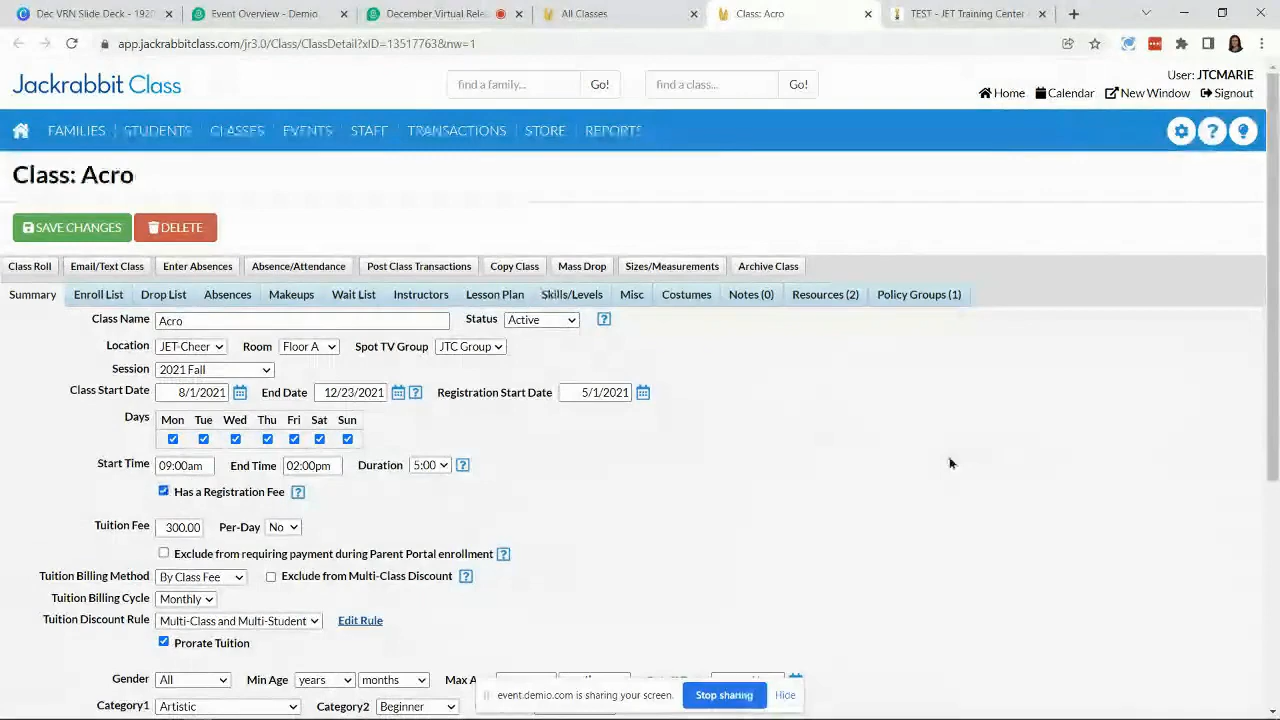 Dec VRN Slide Deck - 1920
Event Overview - Demio
December Virtual Rele
All Classes
Class: Acro
TEST - JET Training Center
app.jackrabbitclass.com/jr3.0/Class/ClassDetail?xID=13517763&nw=1
Jackrabbit Class
find a family...
Go!
find a class...
Go!
User: JTCMARIE
Home
Calendar
New Window
Signout
FAMILIES
STUDENTS
CLASSES
EVENTS
STAFF
TRANSACTIONS
STORE
REPORTS
Class: Acro
SAVE CHANGES
DELETE
Class Roll
Email/Text Class
Enter Absences
Absence/Attendance
Post Class Transactions
Copy Class
Mass Drop
Sizes/Measurements
Archive Class
Summary
Enroll List
Drop List
Absences
Makeups
Wait List
Instructors
Lesson Plan
Skills/Levels
Misc
Costumes
Notes (0)
Resources (2)
Policy Groups (1)
Class Name Acro Status Active ?
Location JET-Cheer Room Floor A Spot TV Group JTC Group
Session 2021 Fall
Class Start Date 8/1/2021 End Date 12/23/2021 ? Registration Start Date 5/1/2021
Days Mon Tue Wed Thu Fri Sat Sun
Start Time 09:00am End Time 02:00pm Duration 5:00 ?
Has a Registration Fee ?
Tuition Fee 300.00 Per-Day No
Exclude from requiring payment during Parent Portal enrollment ?
Tuition Billing Method By Class Fee Exclude from Multi-Class Discount ?
Tuition Billing Cycle Monthly
Tuition Discount Rule Multi-Class and Multi-Student Edit Rule
Prorate Tuition
Gender All Min Age years months Max A
Category1 Artistic Category2 Beginner
event.demio.com is sharing your screen. Stop sharing Hide